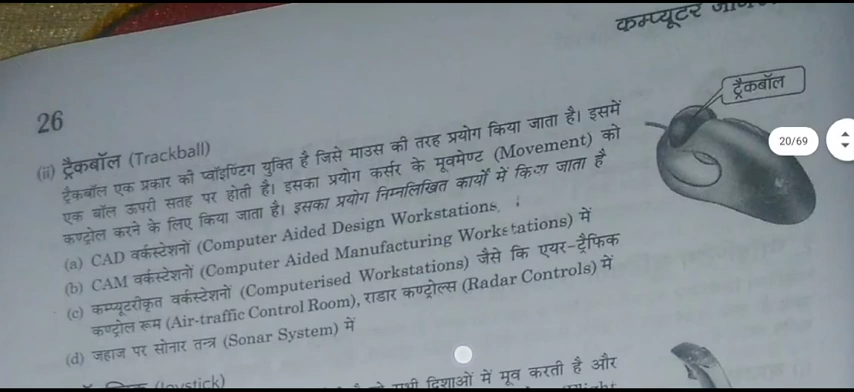 कम्प्यूटर
26
ट्रैकबॉल
20/69
(ii) ट्रैकबॉल (Trackball)
ट्रैकबॉल एक प्रकार की प्वॉइण्टिंग युक्ति है जिसे माउस की तरह प्रयोग किया जाता है। इसमें
एक बॉल ऊपरी सतह पर होती है। इसका प्रयोग कर्सर के मूवमेण्ट (Movement) को
कण्ट्रोल करने के लिए किया जाता है। इसका प्रयोग निम्नलिखित कार्यों में किया जाता है
(a) CAD वर्कस्टेशनों (Computer Aided Design Workstations
(b) CAM वर्कस्टेशनों (Computer Aided Manufacturing Workstations) में
(c) कम्प्यूटरीकृत वर्कस्टेशनों (Computerised Workstations) जैसे कि एयर-ट्रैफिक
कण्ट्रोल रूम (Air-traffic Control Room), राडार कण्ट्रोल्स (Radar Controls) में
(d) जहाज पर सोनार तन्त्र (Sonar System) में
(Joystick)
सभी दिशाओं में मूव करती है और